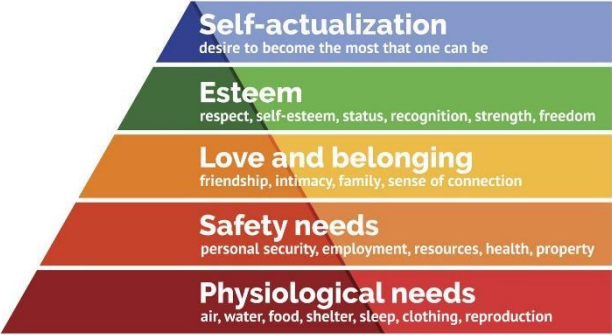 Self-actualization
desire to become the most that one can be
Esteem
respect, self-esteem, status, recognition, strength, freedom
Love and belonging
friendship, intimacy, family, sense of connection
Safety needs
personal security, employment, resources, health, property
Physiological needs
air, water, food, shelter, sleep, clothing, reproduction